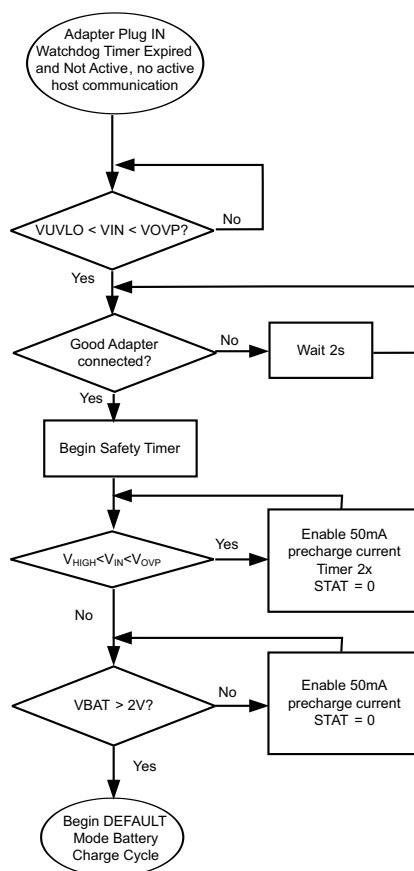 Adapter Plug IN
Watchdog Timer Expired
and Not Active, no active
host communication
VUVLO < VIN < VOVP?
No
Yes
Good Adapter
connected?
No
Wait 2s
Yes
Begin Safety Timer
VHIGH<VIN<VOVP
Yes
Enable 50mA
precharge current
Timer 2x
STAT = 0
No
VBAT > 2V?
No
Enable 50mA
precharge current
STAT = 0
Yes
Begin DEFAULT
Mode Battery
Charge Cycle